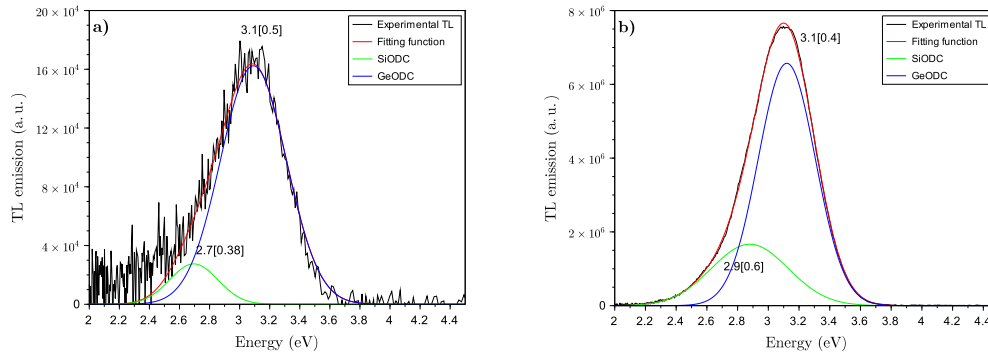 a)
3.1[0.5]
Experimental TL
Fitting function
SiODC
GeODC
2.7[0.38]
20 × 10⁴
16 × 10⁴
12 × 10⁴
8 × 10⁴
4 × 10⁴
0
TL emission (a. u.)
2 2.2 2.4 2.6 2.8 3 3.2 3.4 3.6 3.8 4 4.2 4.4
Energy (eV)
b)
3.1[0.4]
Experimental TL
Fitting function
SiODC
GeODC
2.9[0.6]
8 × 10⁶
6 × 10⁶
4 × 10⁶
2 × 10⁶
0
TL emission (a. u.)
2 2.2 2.4 2.6 2.8 3 3.2 3.4 3.6 3.8 4 4.2 4.4
Energy (eV)